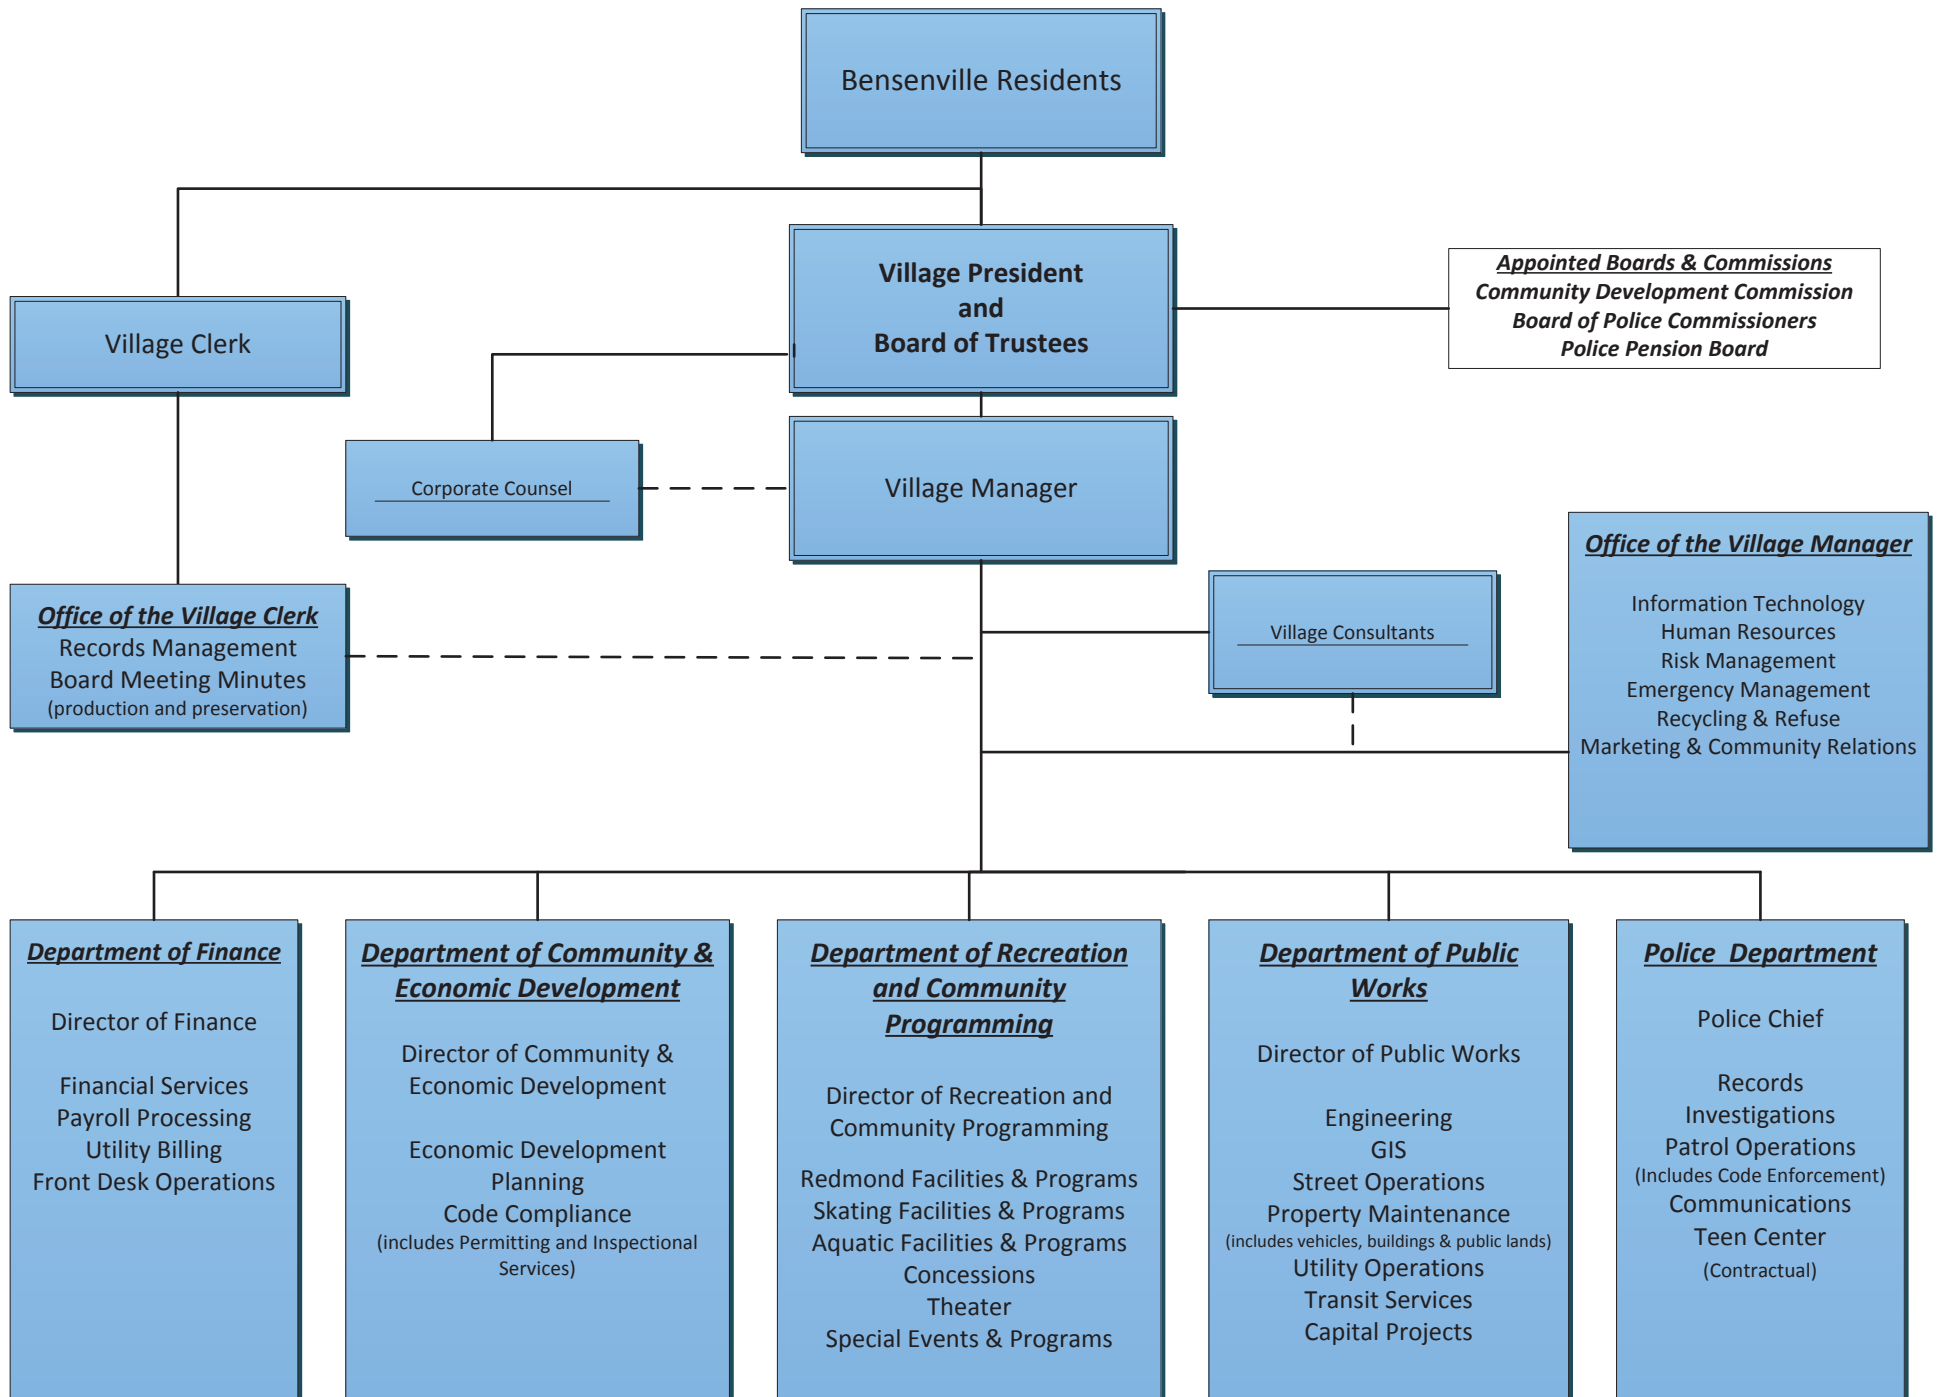 Bensenville Residents
Village President
and
Board of Trustees
Appointed Boards & Commissions
Community Development Commission
Board of Police Commissioners
Police Pension Board
Village Clerk
Corporate Counsel
Village Manager
Office of the Village Manager
Information Technology
Human Resources
Risk Management
Emergency Management
Recycling & Refuse
Marketing & Community Relations
Village Consultants
Office of the Village Clerk
Records Management
Board Meeting Minutes
(production and preservation)
Department of Finance
Director of Finance
Financial Services
Payroll Processing
Utility Billing
Front Desk Operations
Department of Community &
Economic Development
Director of Community &
Economic Development
Economic Development
Planning
Code Compliance
(includes Permitting and Inspectional
Services)
Department of Recreation
and Community
Programming
Director of Recreation and
Community Programming
Redmond Facilities & Programs
Skating Facilities & Programs
Aquatic Facilities & Programs
Concessions
Theater
Special Events & Programs
Department of Public
Works
Director of Public Works
Engineering
GIS
Street Operations
Property Maintenance
(includes vehicles, buildings & public lands)
Utility Operations
Transit Services
Capital Projects
Police  Department
Police Chief
Records
Investigations
Patrol Operations
(Includes Code Enforcement)
Communications
Teen Center
(Contractual)